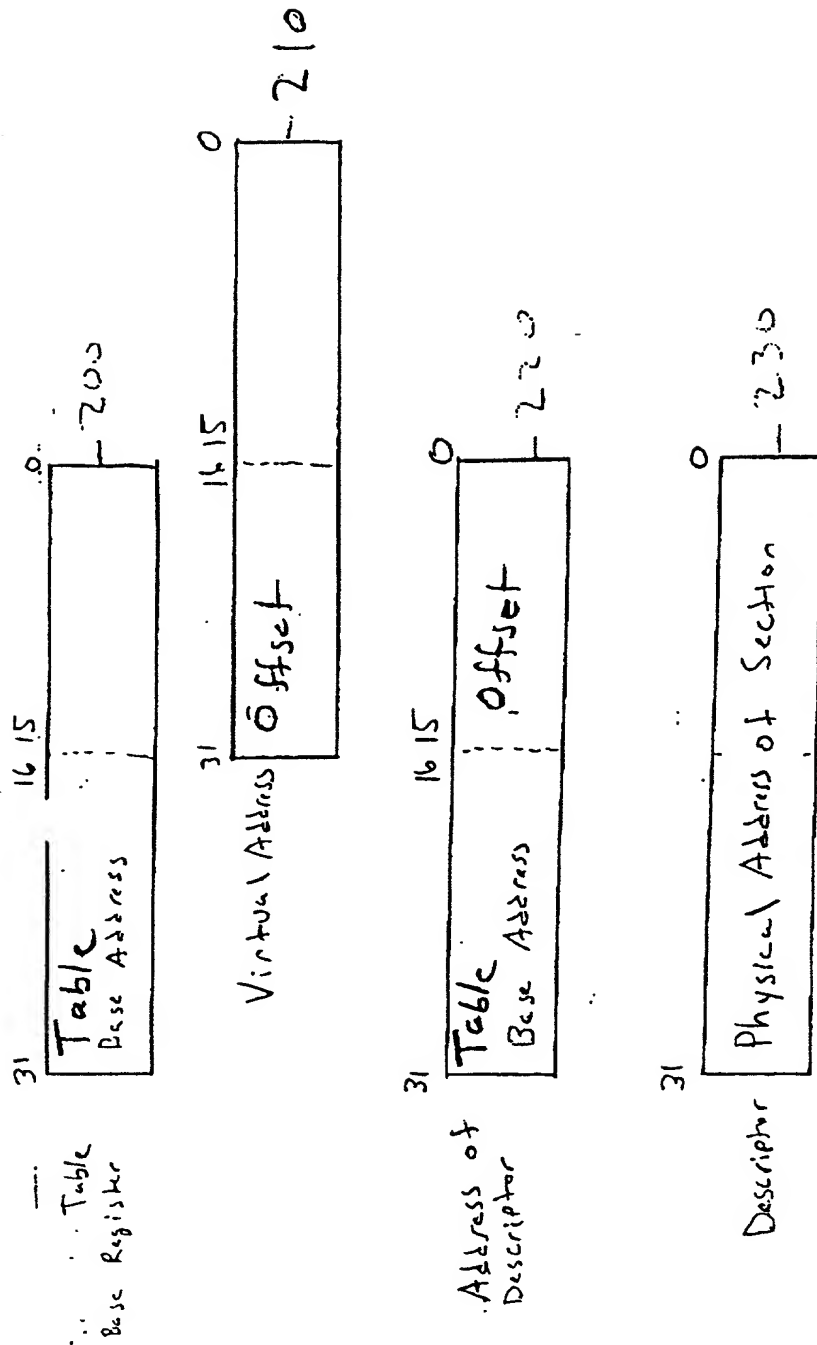 Table
Base Register
31
16 15
0
Table
Base Address
200
Virtual Address
31
16 15
0
Offset
210
Address of
Descriptor
31
16 15
0
Table
Base Address
Offset
220
Descriptor
31
0
Physical Address of Section
230